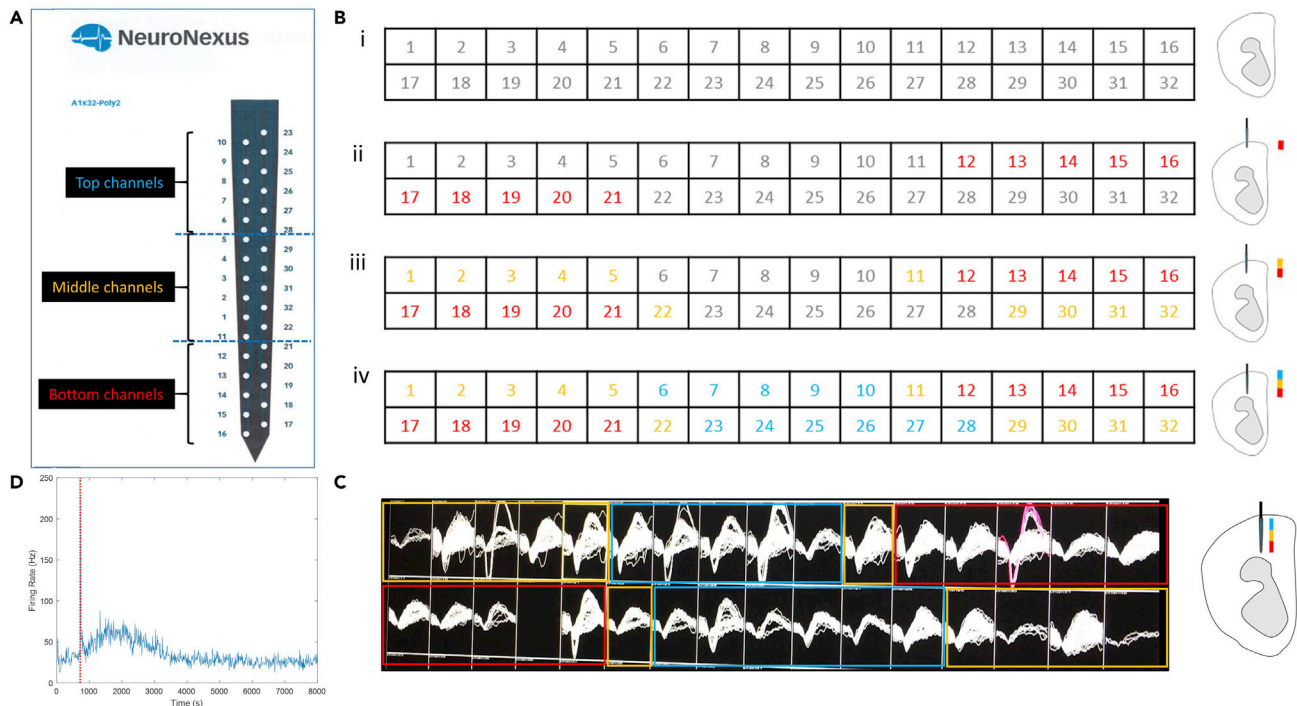 A
NeuroNexus
A1x32-Poly2
Top channels
Middle channels
Bottom channels
10
9
8
7
6
5
4
3
2
1
11
12
13
14
15
16
23
24
25
26
27
28
29
30
31
32
22
21
20
19
18
17
B
i
1 2 3 4 5 6 7 8 9 10 11 12 13 14 15 16
17 18 19 20 21 22 23 24 25 26 27 28 29 30 31 32
ii
1 2 3 4 5 6 7 8 9 10 11 12 13 14 15 16
17 18 19 20 21 22 23 24 25 26 27 28 29 30 31 32
iii
1 2 3 4 5 6 7 8 9 10 11 12 13 14 15 16
17 18 19 20 21 22 23 24 25 26 27 28 29 30 31 32
iv
1 2 3 4 5 6 7 8 9 10 11 12 13 14 15 16
17 18 19 20 21 22 23 24 25 26 27 28 29 30 31 32
D
Firing Rate (Hz)
250
200
150
100
50
0
0 1000 2000 3000 4000 5000 6000 7000 8000
Time (s)
C